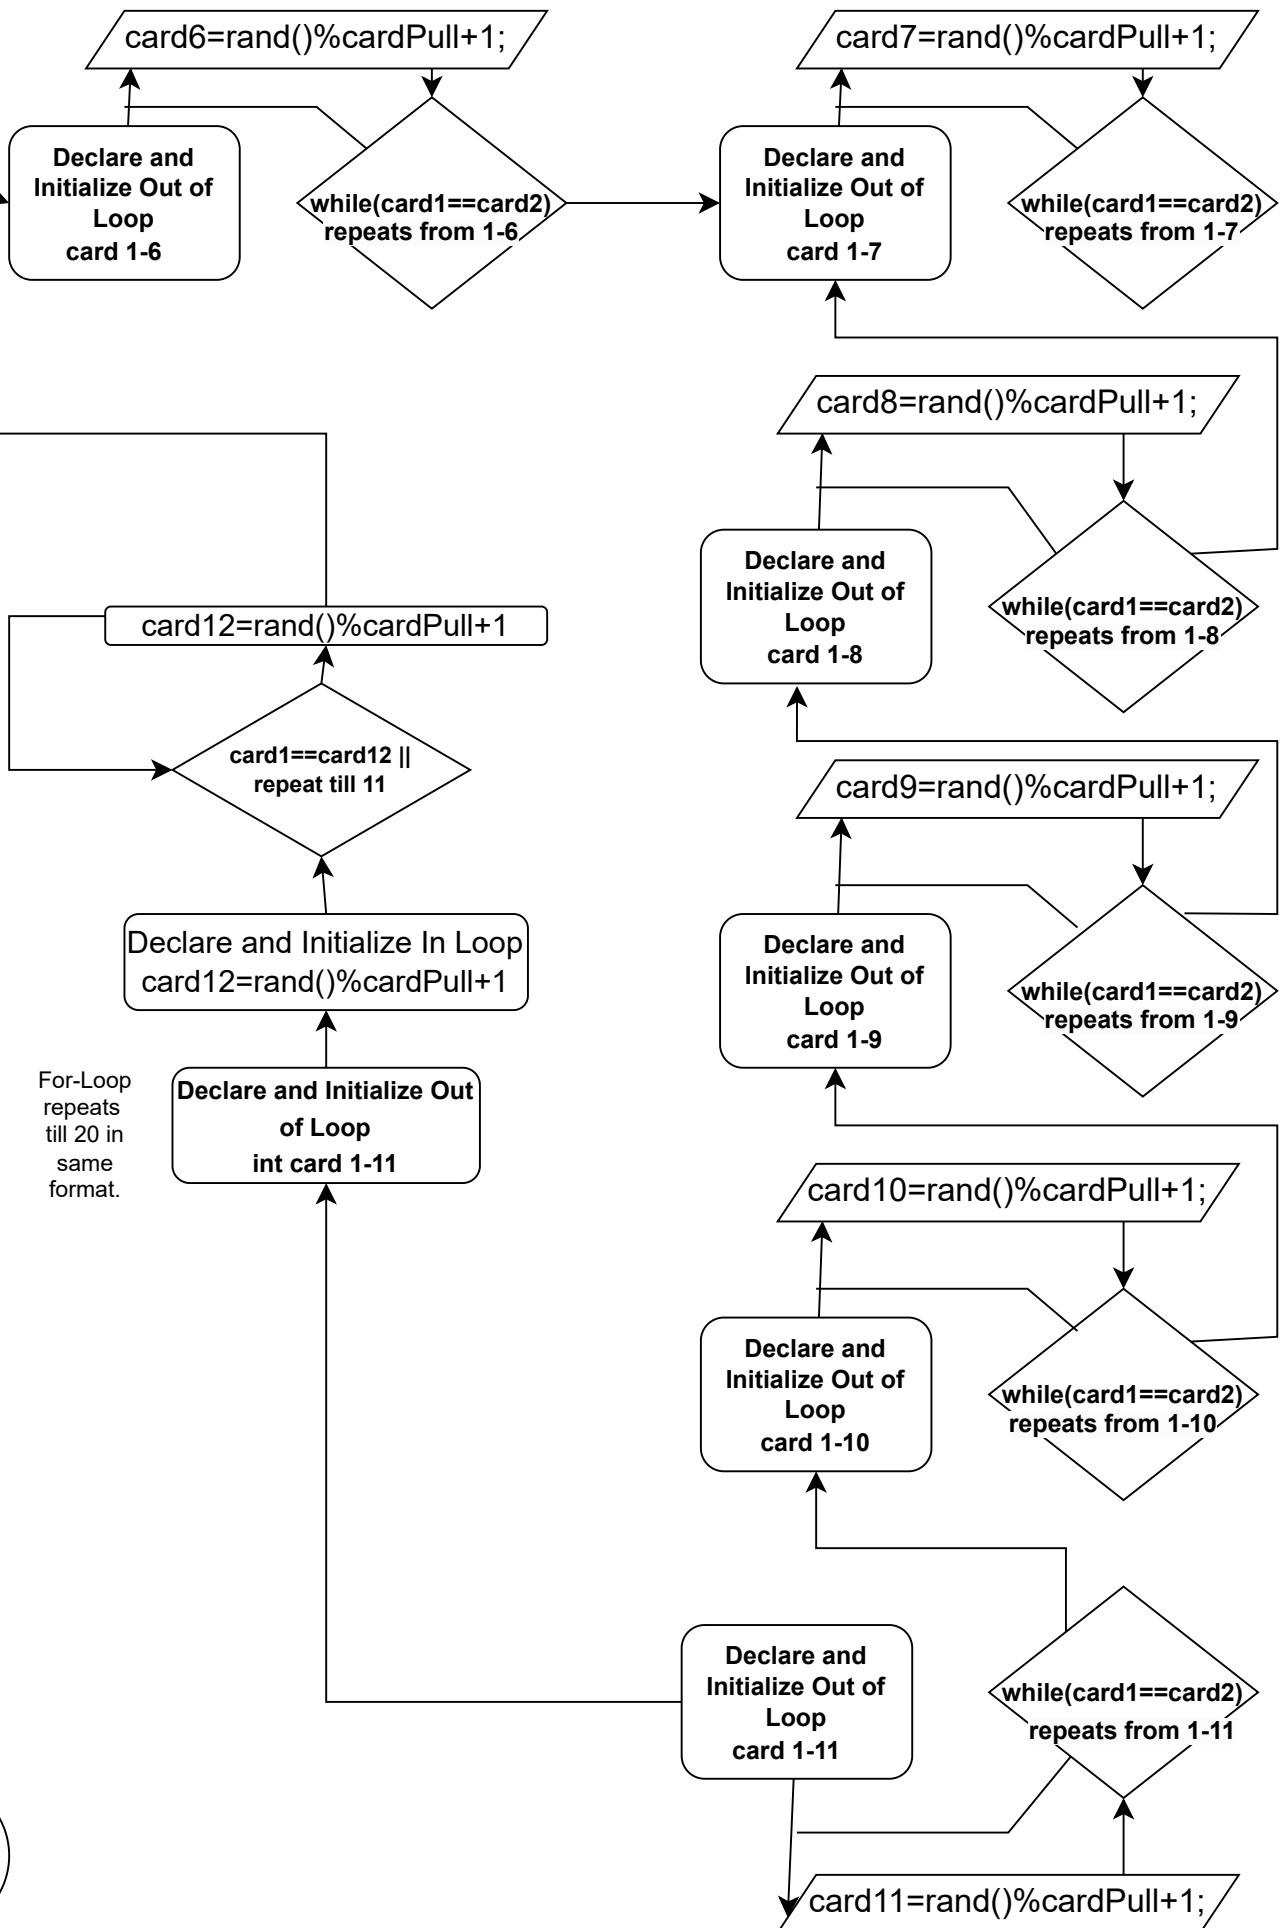 card6=rand()%cardPull+1;
Declare and
Initialize Out of
Loop
card 1-6
while(card1==card2)
repeats from 1-6
card7=rand()%cardPull+1;
Declare and
Initialize Out of
Loop
card 1-7
while(card1==card2)
repeats from 1-7
card8=rand()%cardPull+1;
Declare and
Initialize Out of
Loop
card 1-8
while(card1==card2)
repeats from 1-8
card12=rand()%cardPull+1
card1==card12 ||
repeat till 11
Declare and Initialize In Loop
card12=rand()%cardPull+1
For-Loop
repeats
till 20 in
same
format.
Declare and Initialize Out
of Loop
int card 1-11
card9=rand()%cardPull+1;
Declare and
Initialize Out of
Loop
card 1-9
while(card1==card2)
repeats from 1-9
card10=rand()%cardPull+1;
Declare and
Initialize Out of
Loop
card 1-10
while(card1==card2)
repeats from 1-10
Declare and
Initialize Out of
Loop
card 1-11
while(card1==card2)
repeats from 1-11
card11=rand()%cardPull+1;